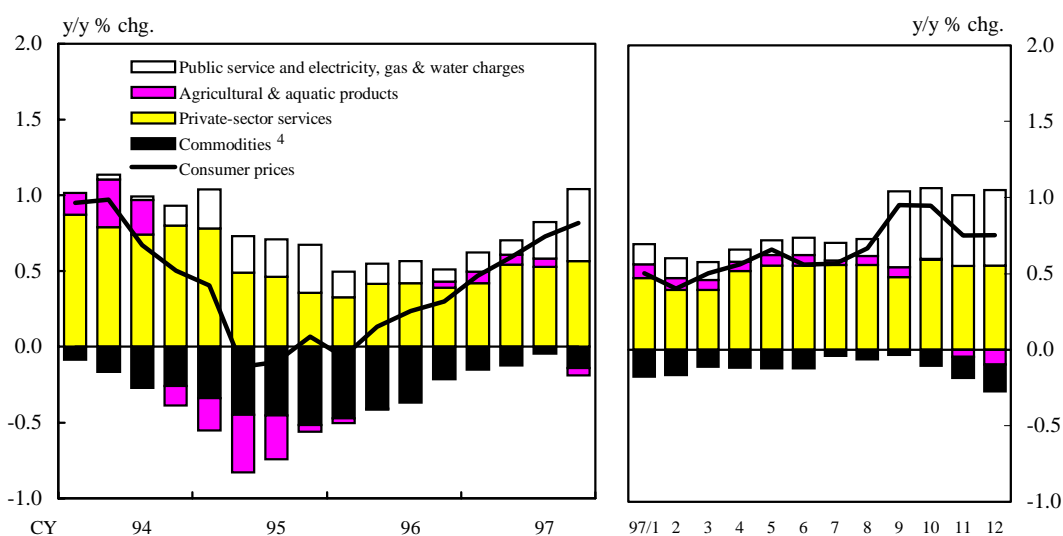 y/y % chg.
2.0
1.5
1.0
0.5
0.0
-0.5
-1.0
Public service and electricity, gas & water charges
Agricultural & aquatic products
Private-sector services
Commodities 4
Consumer prices
CY 94 95 96 97
y/y % chg.
2.0
1.5
1.0
0.5
0.0
-0.5
-1.0
97/1 2 3 4 5 6 7 8 9 10 11 12